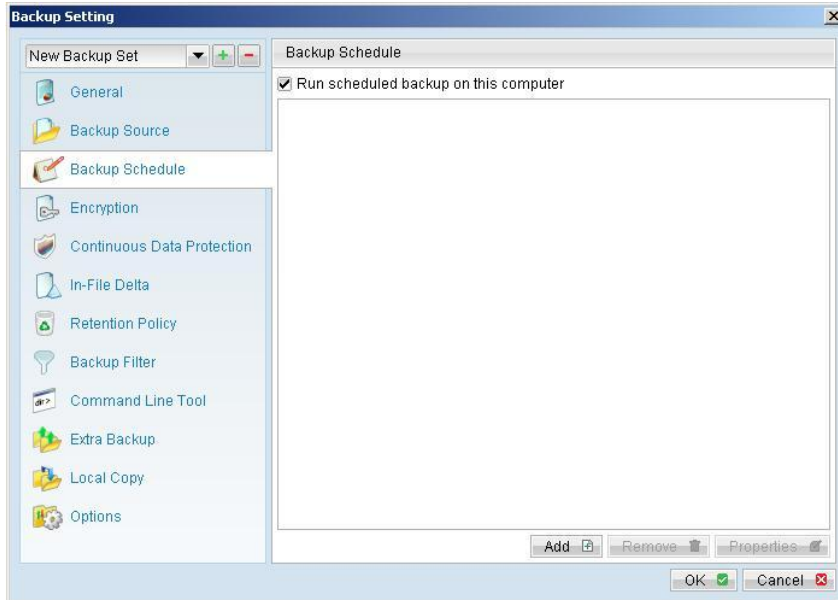 Backup Setting
New Backup Set
General
Backup Source
Backup Schedule
Encryption
Continuous Data Protection
In-File Delta
Retention Policy
Backup Filter
dir>
Command Line Tool
Extra Backup
Local Copy
Options
Backup Schedule
Run scheduled backup on this computer
Add Remove Properties
OK Cancel